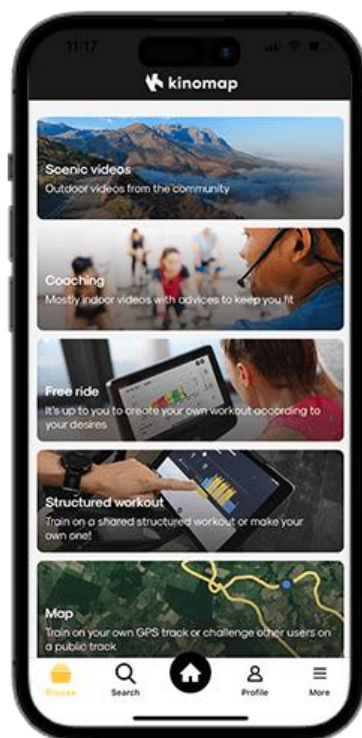 11:17
kinomap
Scenic videos
Outdoor videos from the community
Coaching
Mostly indoor videos with advices to keep you fit
Free ride
It's up to you to create your own workout according to
your desires
Structured workout
Train on a shared structured workout or make your
own one!
Map
Train on your own GPS track or challenge other users on
a public track
Browse
Search
Profile
More